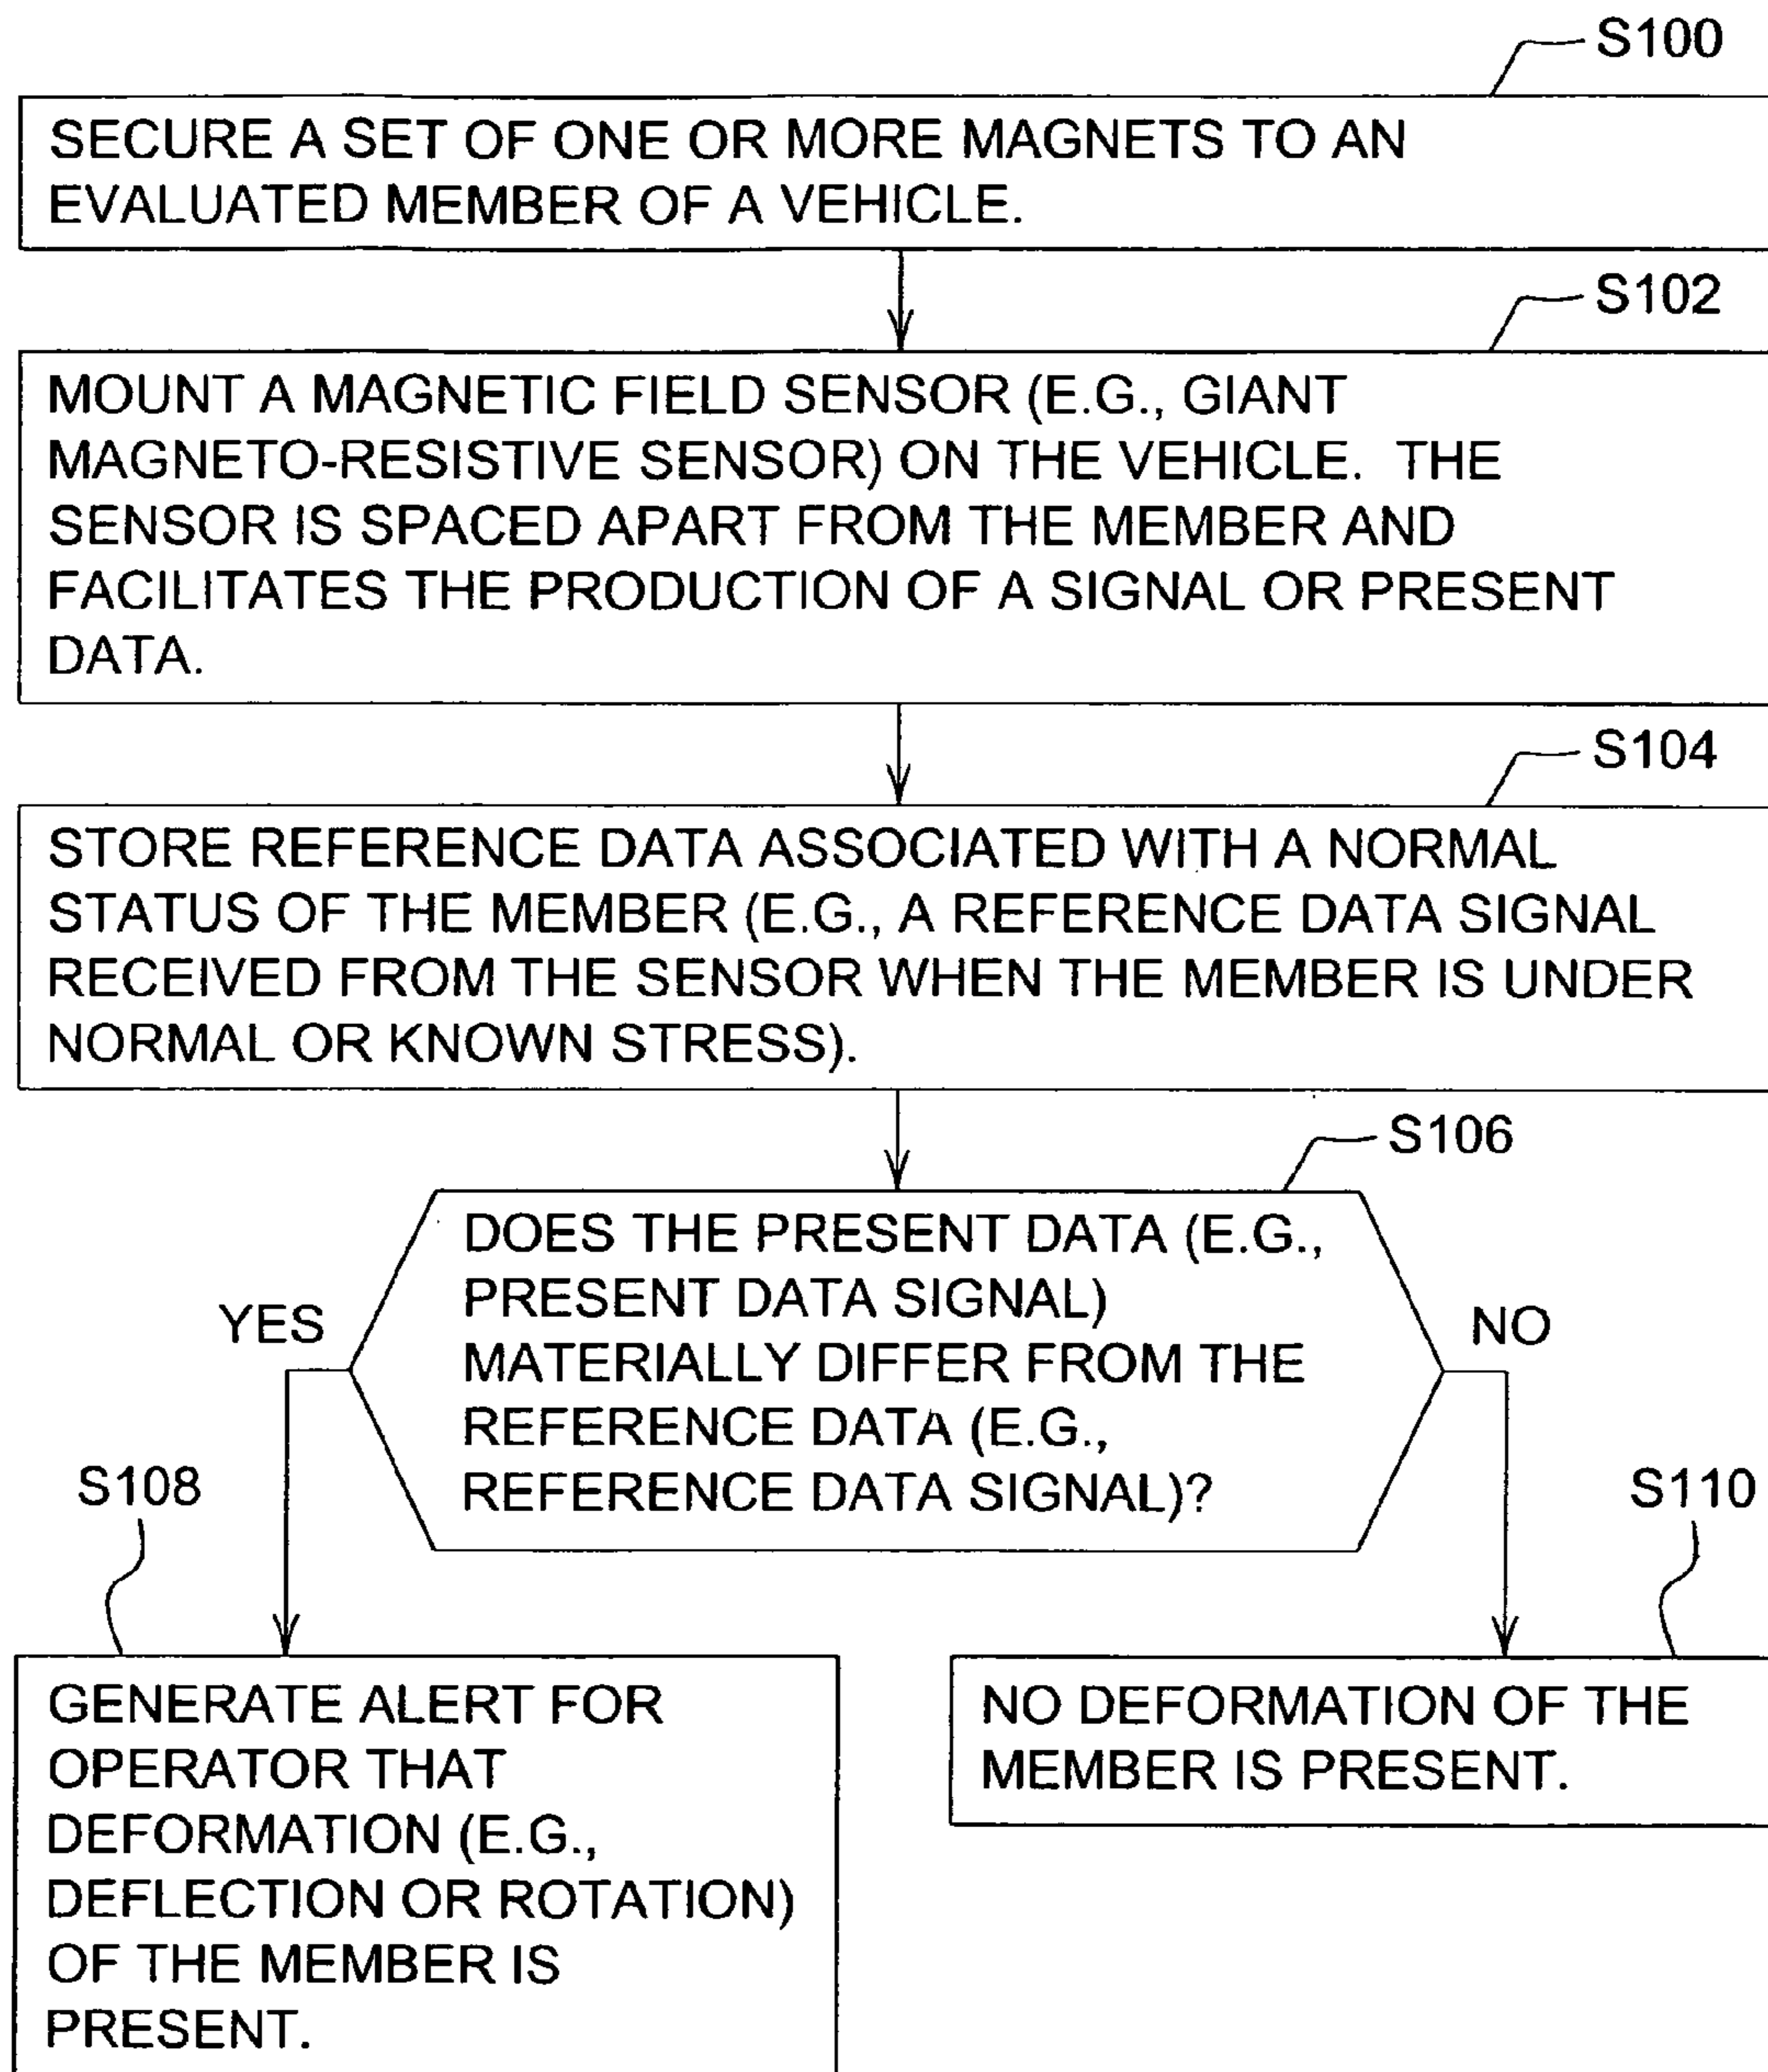 S100
SECURE A SET OF ONE OR MORE MAGNETS TO AN
EVALUATED MEMBER OF A VEHICLE.
S102
MOUNT A MAGNETIC FIELD SENSOR (E.G., GIANT
MAGNETO-RESISTIVE SENSOR) ON THE VEHICLE. THE
SENSOR IS SPACED APART FROM THE MEMBER AND
FACILITATES THE PRODUCTION OF A SIGNAL OR PRESENT
DATA.
S104
STORE REFERENCE DATA ASSOCIATED WITH A NORMAL
STATUS OF THE MEMBER (E.G., A REFERENCE DATA SIGNAL
RECEIVED FROM THE SENSOR WHEN THE MEMBER IS UNDER
NORMAL OR KNOWN STRESS).
S106
DOES THE PRESENT DATA (E.G.,
PRESENT DATA SIGNAL)
MATERIALLY DIFFER FROM THE
REFERENCE DATA (E.G.,
REFERENCE DATA SIGNAL)?
YES
NO
S108
GENERATE ALERT FOR
OPERATOR THAT
DEFORMATION (E.G.,
DEFLECTION OR ROTATION)
OF THE MEMBER IS
PRESENT.
S110
NO DEFORMATION OF THE
MEMBER IS PRESENT.